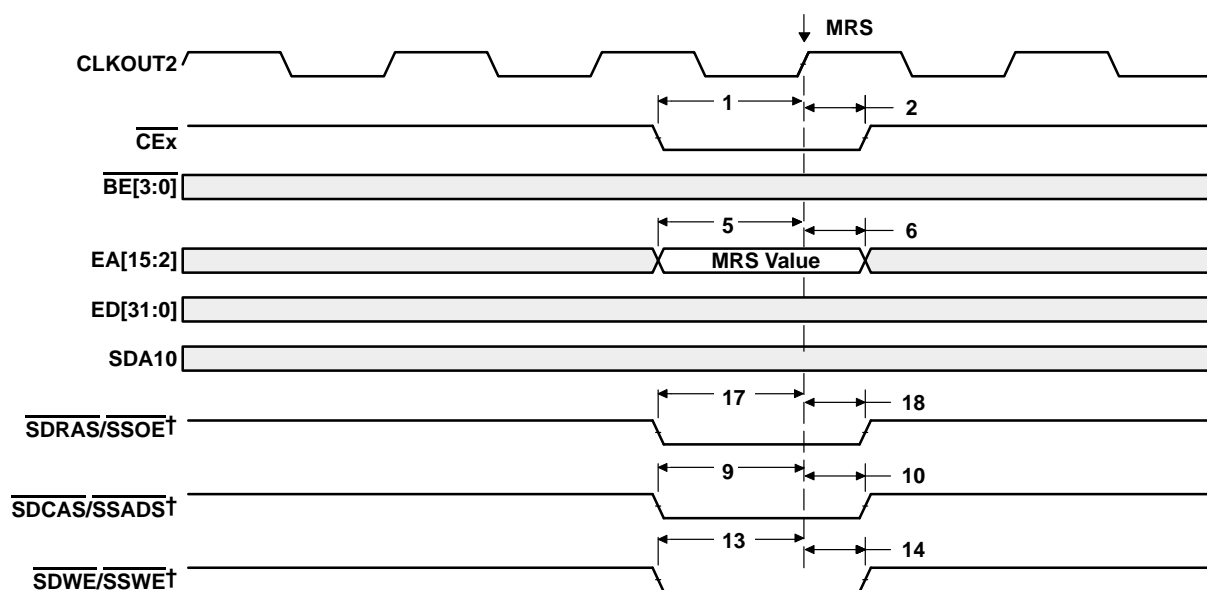 MRS
CLKOUT2
1 2
CEx
BE[3:0]
5 6
EA[15:2] MRS Value
ED[31:0]
SDA10
17 18
SDRAS/SSOE†
9 10
SDCAS/SSADS†
13 14
SDWE/SSWE†